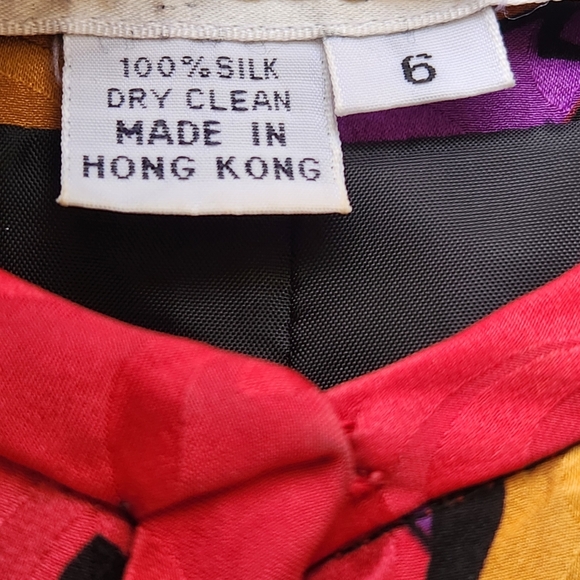 100% SILK
DRY CLEAN
MADE IN
HONG KONG
6